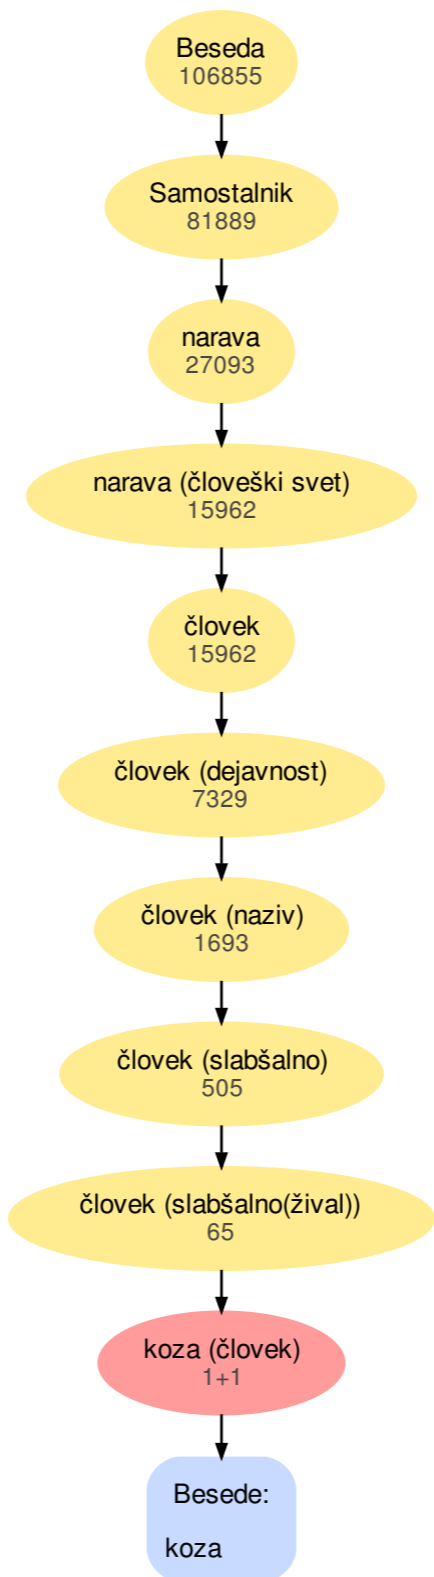 Beseda
106855
Samostalnik
81889
narava
27093
narava (človeški svet)
15962
človek
15962
človek (dejavnost)
7329
človek (naziv)
1693
človek (slabšalno)
505
človek (slabšalno(žival))
65
koza (človek)
1+1
Besede:
koza